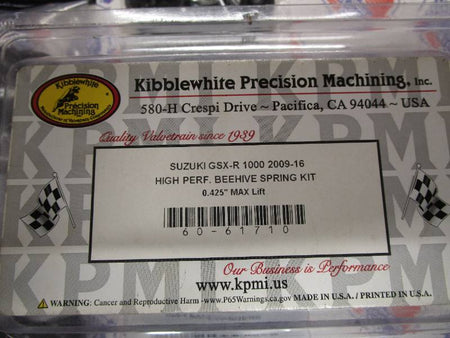 Kibblewhite
Precision
Machining
Kibblewhite Precision Machining, Inc.
580-H Crespi Drive ~ Pacifica, CA 94044 ~ USA
Quality Valvetrain since 1939
SUZUKI GSX-R 1000 2009-16
HIGH PERF. BEEHIVE SPRING KIT
0.425" MAX Lift
60-61710
Our Business is Performance
www.kpmi.us
WARNING: Cancer and Reproductive Harm -www.P65Warnings.ca.gov MADE IN U.S.A. / PRINTED IN U.S.A.